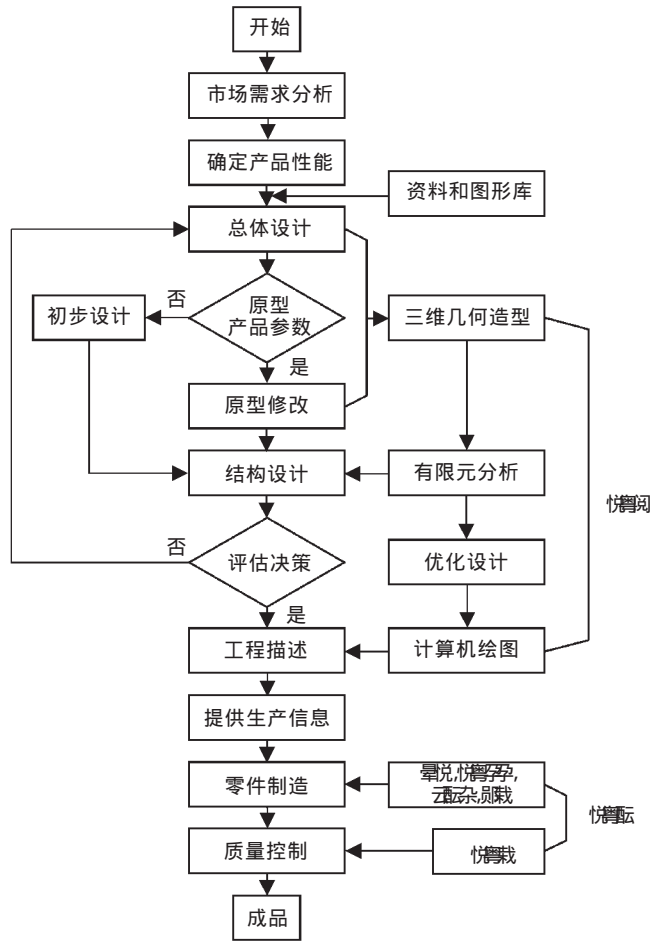 开始
市场需求分析
确定产品性能
资料和图形库
总体设计
否
原型
产品参数
初步设计
三维几何造型
是
原型修改
结构设计
有限元分析
否
评估决策
优化设计
是
工程描述
计算机绘图
提供生产信息
零件制造
质量控制
成品